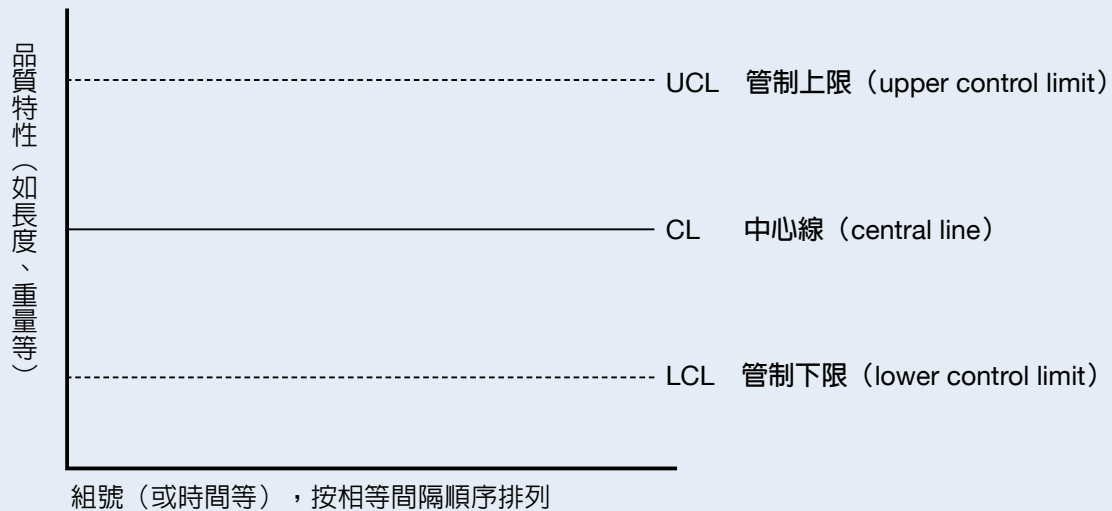 品質特性（如長度、重量等）
UCL 管制上限（upper control limit）
CL 中心線（central line）
LCL 管制下限（lower control limit）
組號（或時間等），按相等間隔順序排列